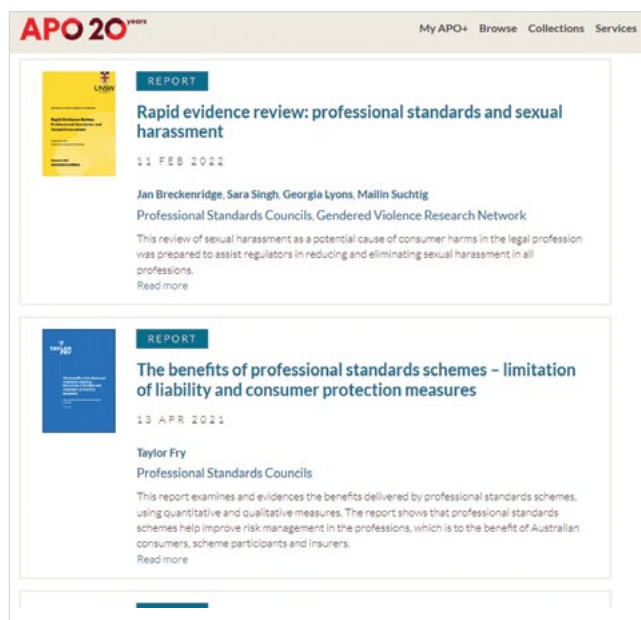 APO 20 years
My APO+ Browse Collections Services
UNSW
REPORT
Rapid evidence review: professional standards and sexual
harassment
11 FEB 2022
Jan Breckenridge, Sara Singh, Georgia Lyons, Mailin Suchtig
Professional Standards Councils, Gendered Violence Research Network
This review of sexual harassment as a potential cause of consumer harms in the legal profession
was prepared to assist regulators in reducing and eliminating sexual harassment in all
professions.
Read more
TAYLOR
FRY
REPORT
The benefits of professional standards schemes – limitation
of liability and consumer protection measures
13 APR 2021
Taylor Fry
Professional Standards Councils
This report examines and evidences the benefits delivered by professional standards schemes,
using quantitative and qualitative measures. The report shows that professional standards
schemes help improve risk management in the professions, which is to the benefit of Australian
consumers, scheme participants and insurers.
Read more